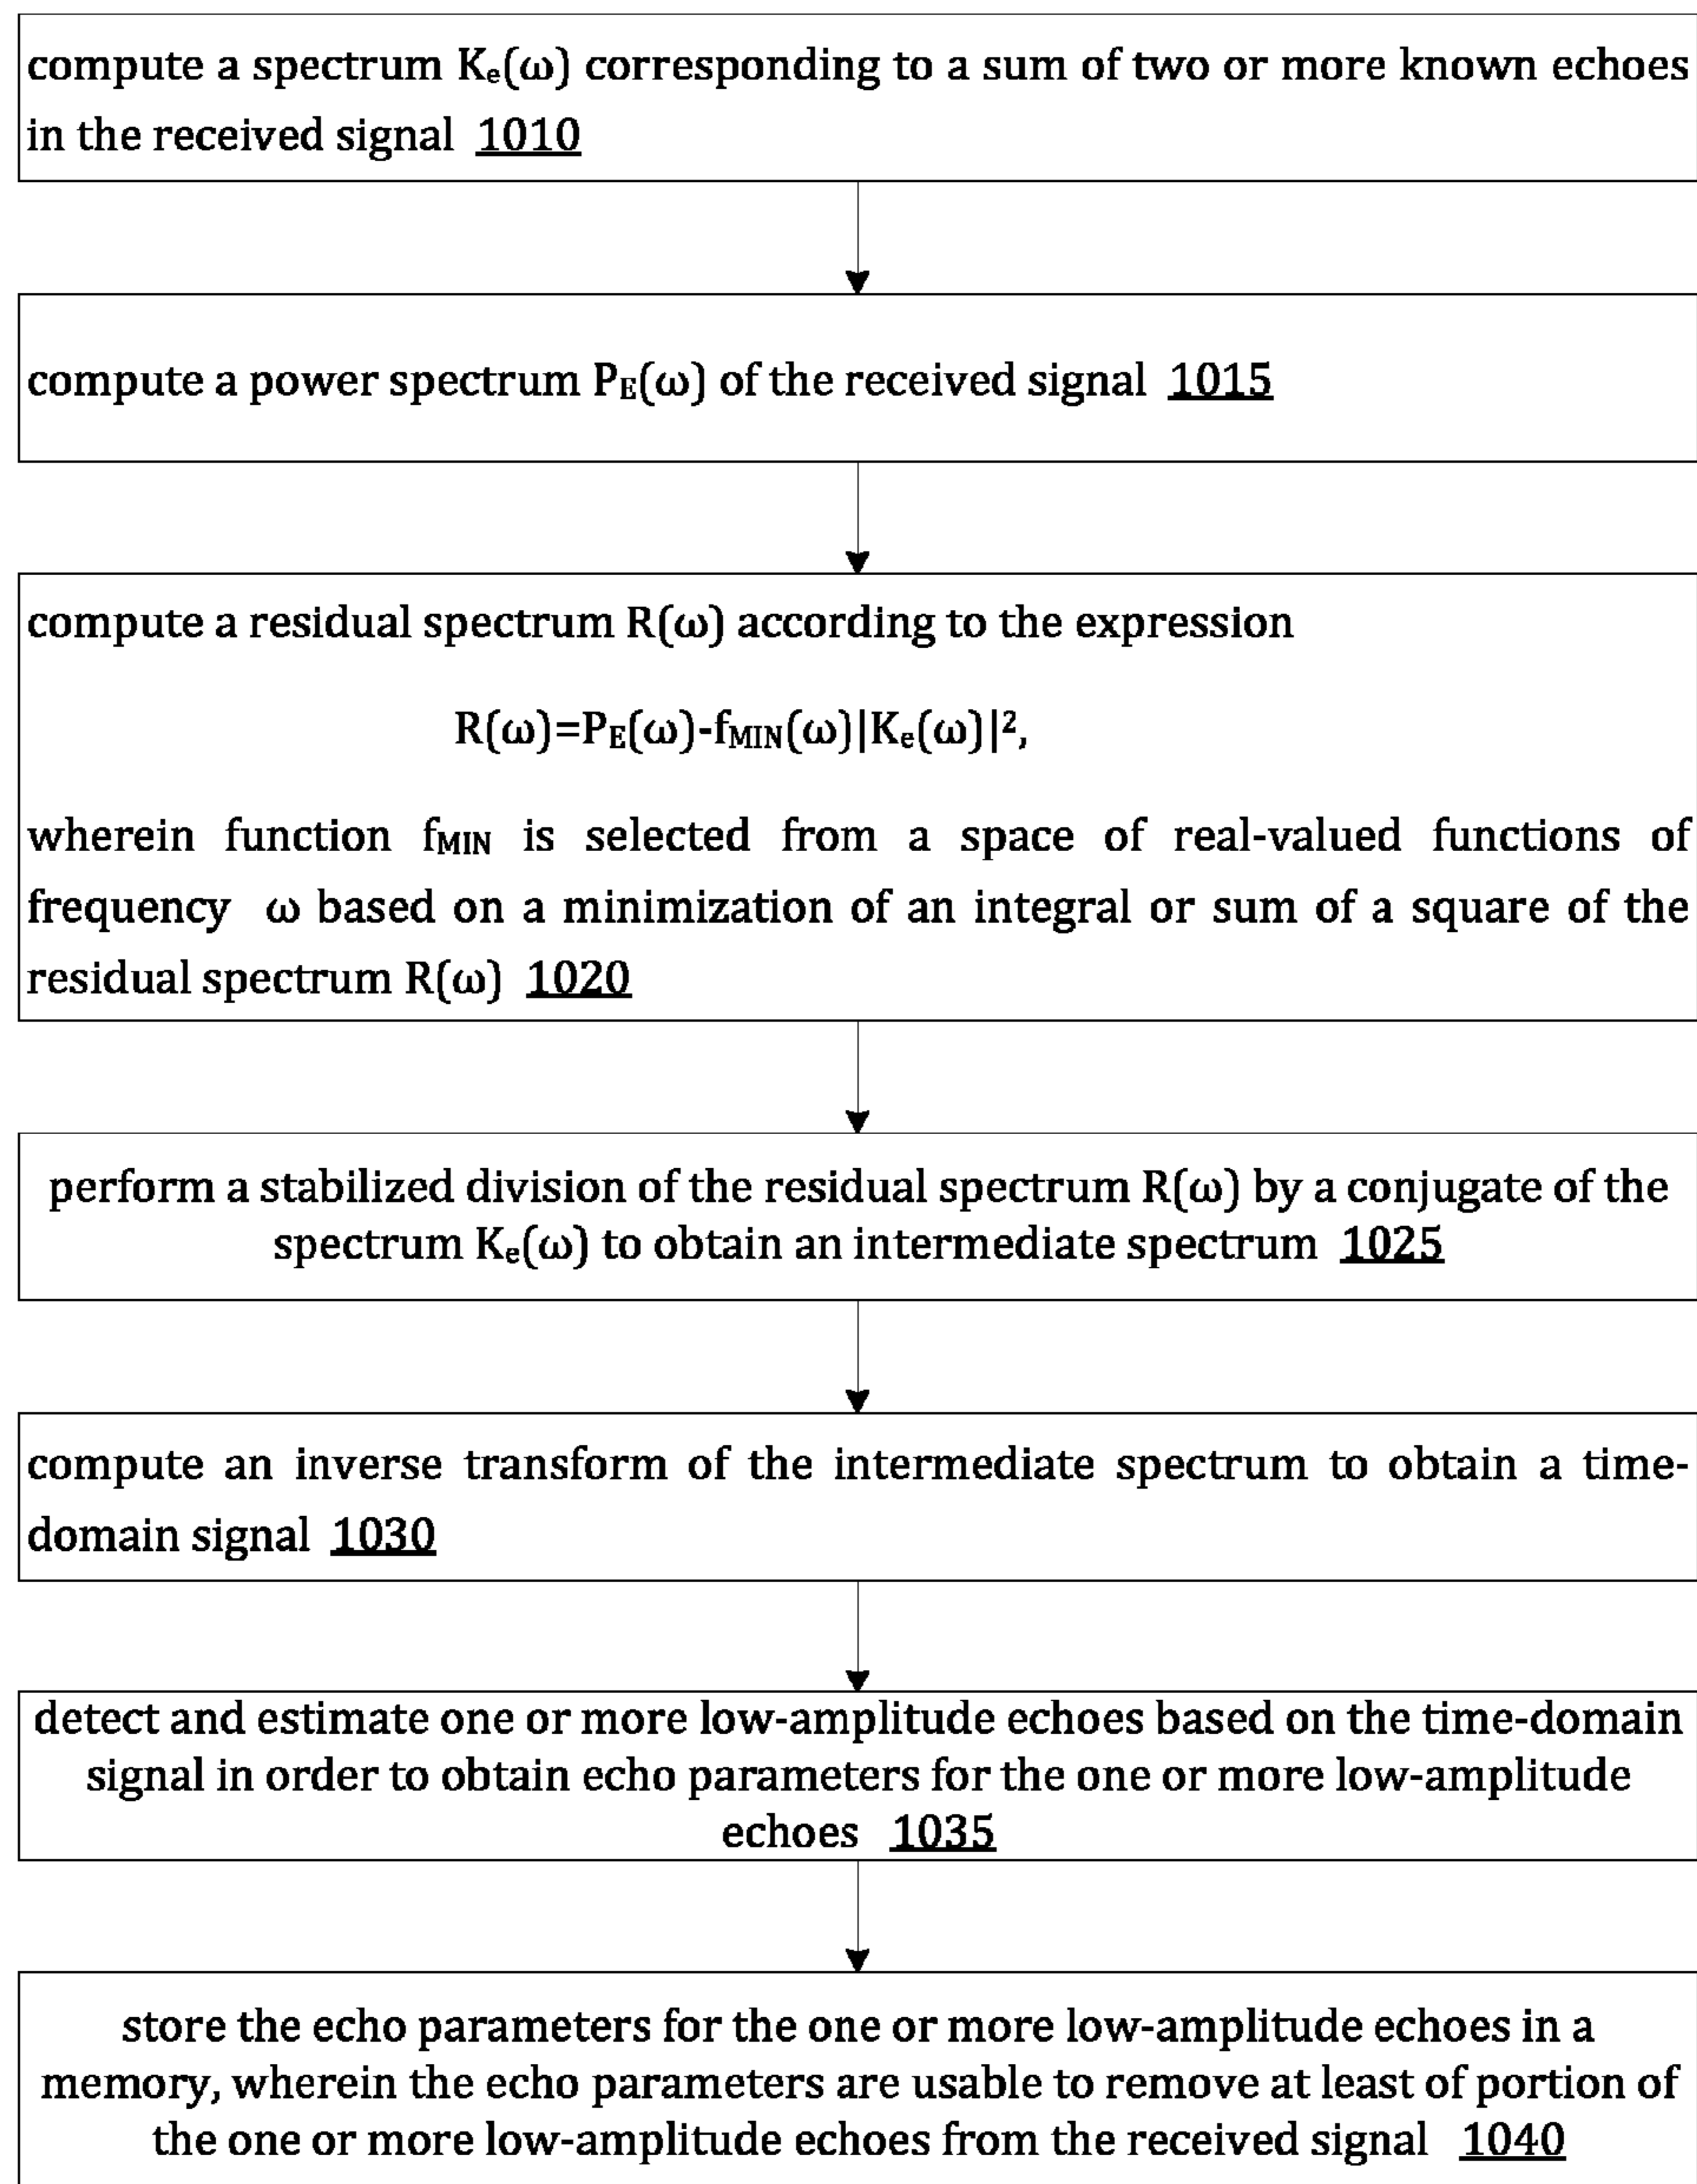 compute a spectrum Kₑ(ω) corresponding to a sum of two or more known echoes
in the received signal 1010
compute a power spectrum P_E(ω) of the received signal 1015
compute a residual spectrum R(ω) according to the expression
R(ω)=P_E(ω)-f_MIN(ω)|Kₑ(ω)|²,
wherein function f_MIN is selected from a space of real-valued functions of
frequency ω based on a minimization of an integral or sum of a square of the
residual spectrum R(ω) 1020
perform a stabilized division of the residual spectrum R(ω) by a conjugate of the
spectrum Kₑ(ω) to obtain an intermediate spectrum 1025
compute an inverse transform of the intermediate spectrum to obtain a time-
domain signal 1030
detect and estimate one or more low-amplitude echoes based on the time-domain
signal in order to obtain echo parameters for the one or more low-amplitude
echoes 1035
store the echo parameters for the one or more low-amplitude echoes in a
memory, wherein the echo parameters are usable to remove at least of portion of
the one or more low-amplitude echoes from the received signal 1040